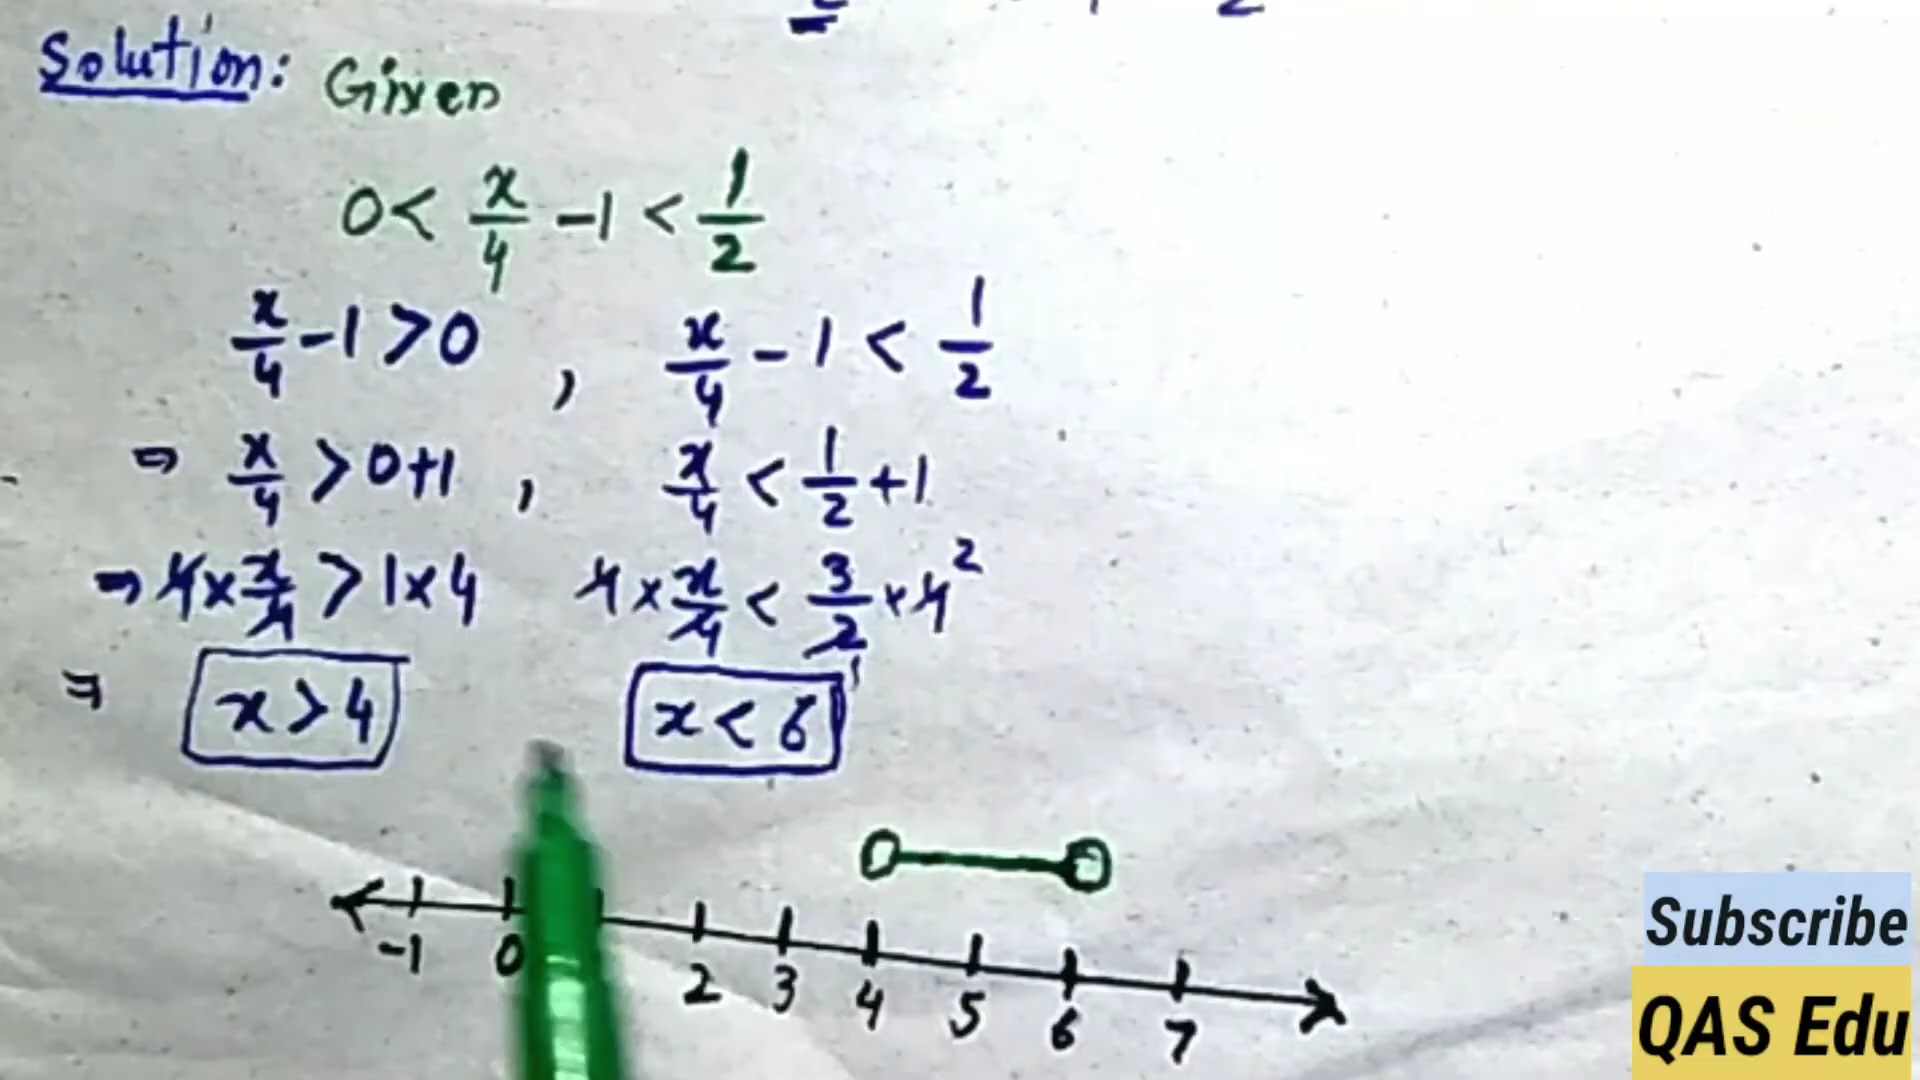 Solution: Given
0 < x/4 - 1 < 1/2
x/4 - 1 > 0 , x/4 - 1 < 1/2
⇒ x/4 > 0+1 , x/4 < 1/2 + 1
⇒ 4 × x/4 > 1 × 4 4 × x/4 < 3/2 × 4 2
1
⇒ x > 4 x < 6
-1 0 2 3 4 5 6 7
Subscribe
QAS Edu